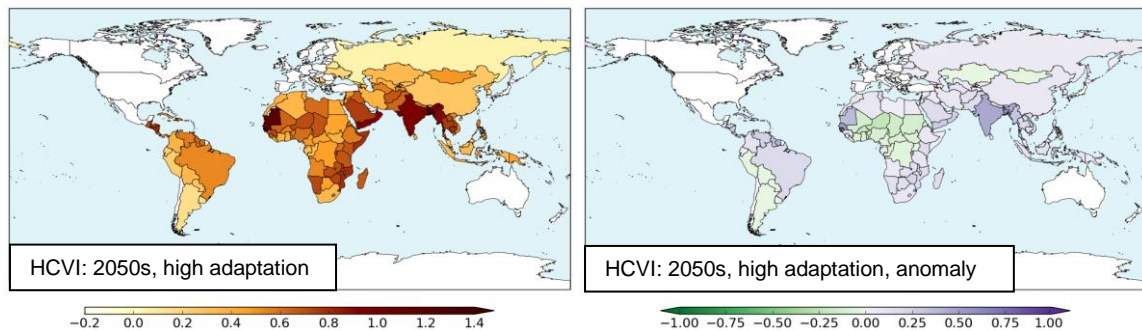 HCVI: 2050s, high adaptation
HCVI: 2050s, high adaptation, anomaly
−0.2 0.0 0.2 0.4 0.6 0.8 1.0 1.2 1.4
−1.00 −0.75 −0.50 −0.25 0.00 0.25 0.50 0.75 1.00